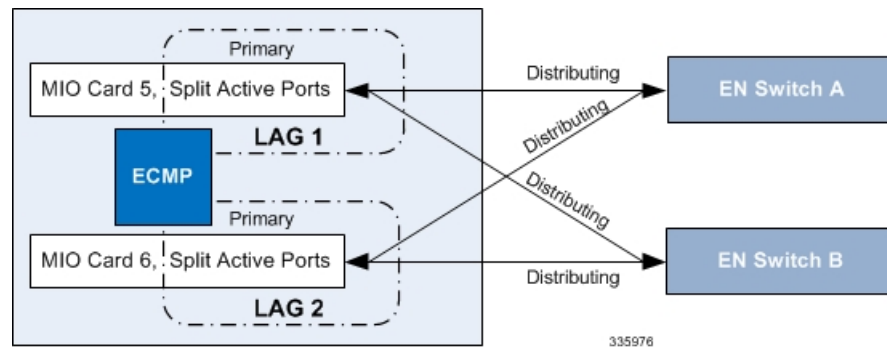 Primary
MIO Card 5, Split Active Ports
LAG 1
ECMP
Primary
MIO Card 6, Split Active Ports
LAG 2
Distributing
Distributing
Distributing
Distributing
EN Switch A
EN Switch B
335976